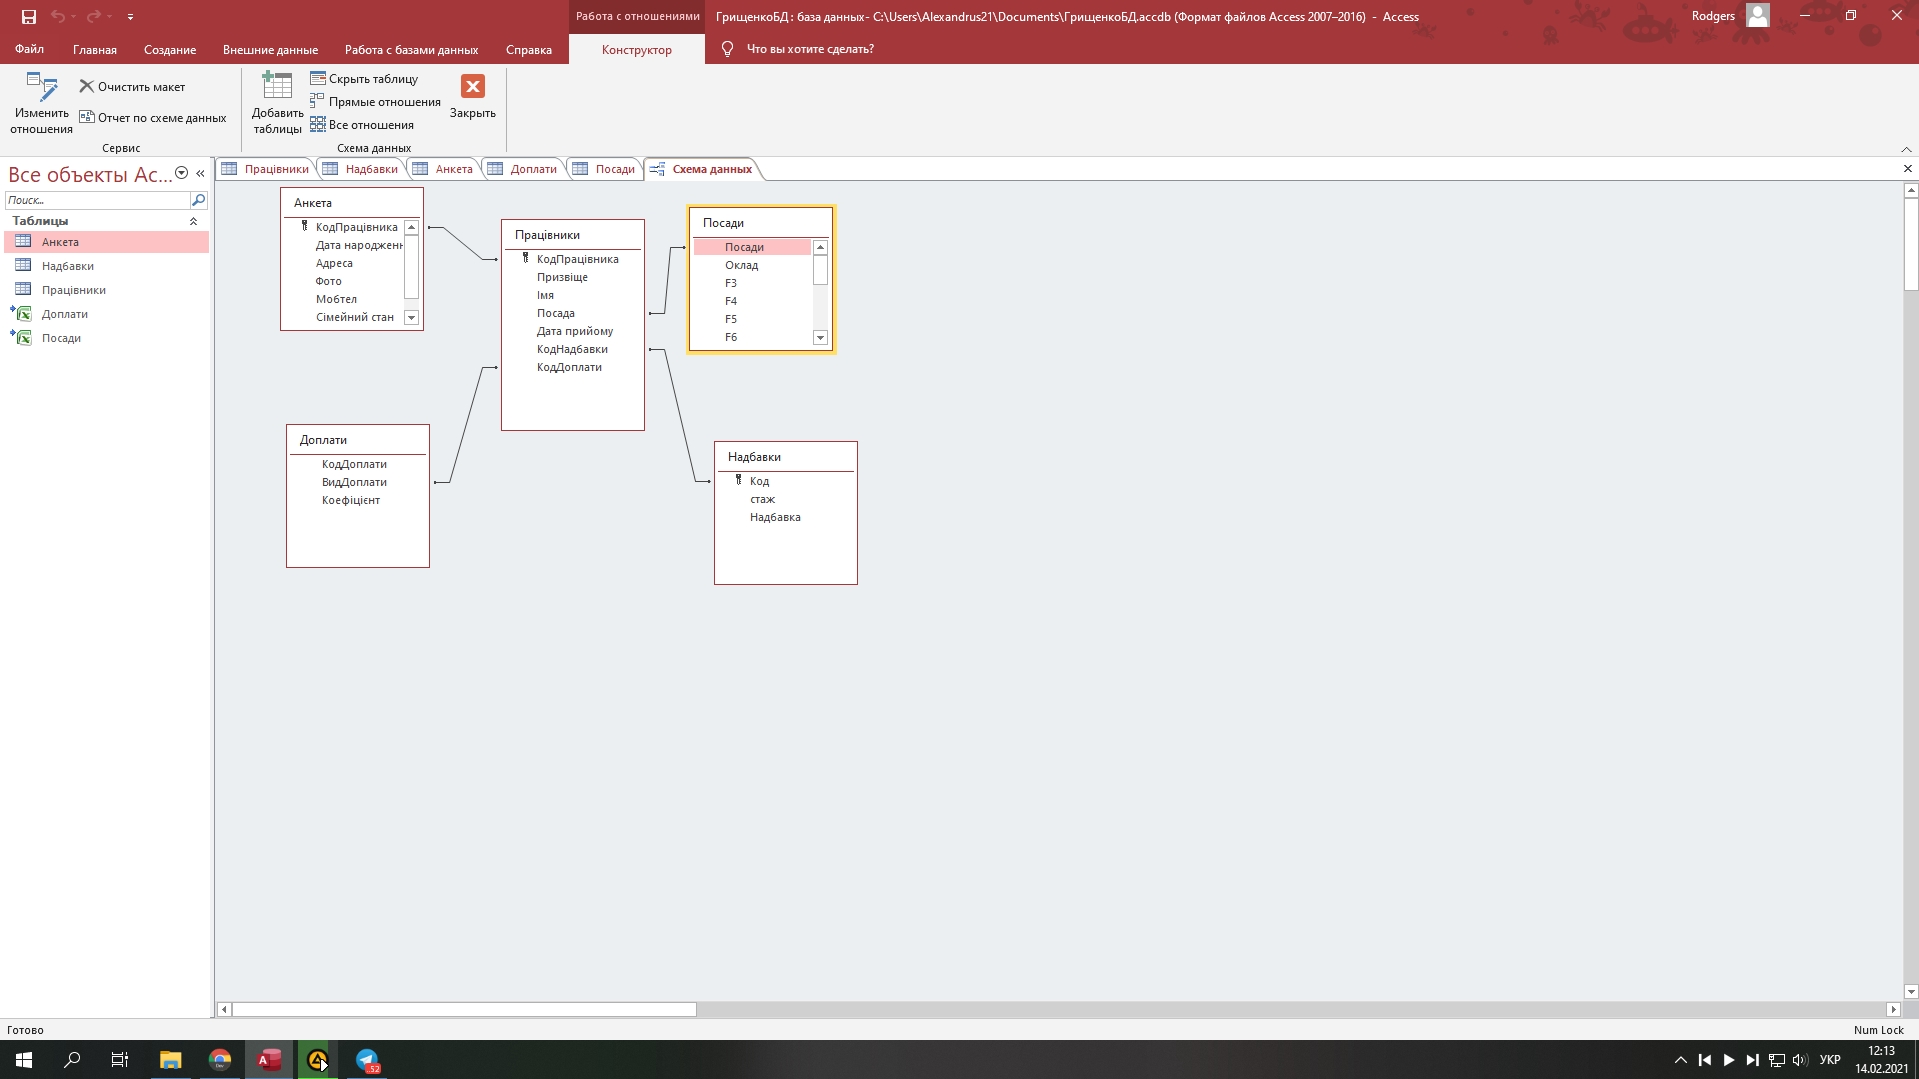 Работа с отношениями
ГрищенкоБД : база данных- C:\Users\Alexandrus21\Documents\ГрищенкоБД.accdb (Формат файлов Access 2007–2016) - Access
Rodgers
Файл
Главная
Создание
Внешние данные
Работа с базами данных
Справка
Конструктор
Что вы хотите сделать?
Изменить отношения
Очистить макет
Отчет по схеме данных
Сервис
Добавить таблицы
Скрыть таблицу
Прямые отношения
Все отношения
Закрыть
Схема данных
Все объекты Ac...
Поиск...
Таблицы
Анкета
Надбавки
Працівники
Доплати
Посади
Працівники
Надбавки
Анкета
Доплати
Посади
Схема данных
Анкета
КодПрацівника
Дата народженн
Адреса
Фото
Мобтел
Сімейний стан
Працівники
КодПрацівника
Призвіще
Імя
Посада
Дата прийому
КодНадбавки
КодДоплати
Посади
Посади
Оклад
F3
F4
F5
F6
Доплати
КодДоплати
ВидДоплати
Коефіцієнт
Надбавки
Код
стаж
Надбавка
Готово
Num Lock
Dev
A
52
УКР
12:13
14.02.2021